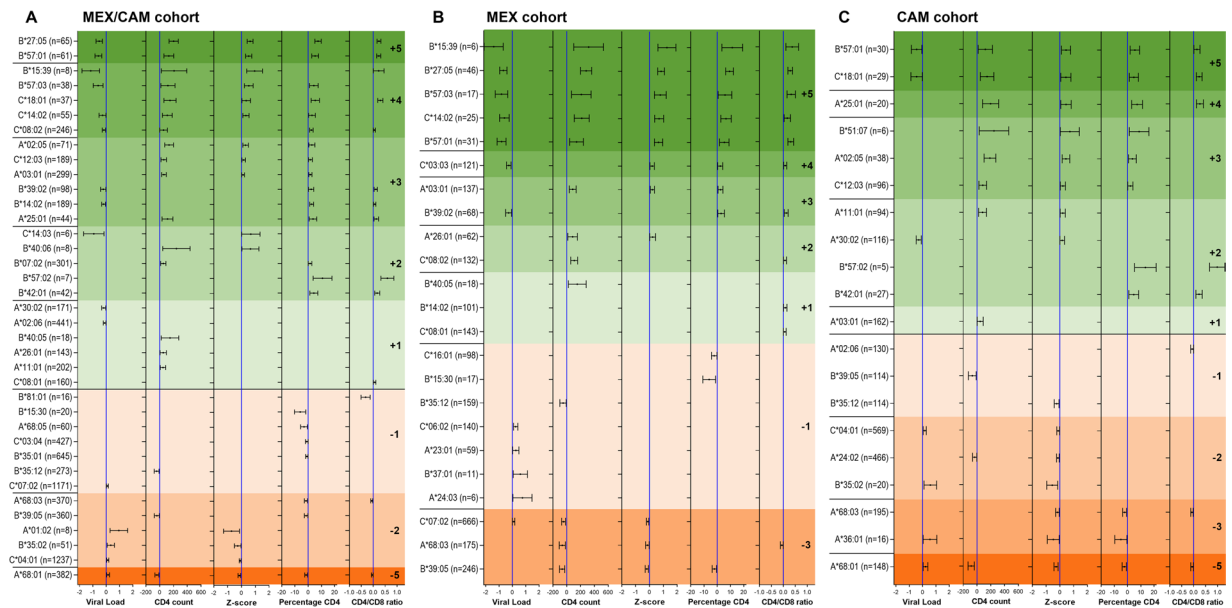 A MEX/CAM cohort
B*27:05 (n=65)
B*57:01 (n=61)
+5
B*15:39 (n=8)
B*57:03 (n=38)
C*18:01 (n=37)
+4
C*14:02 (n=55)
C*08:02 (n=246)
A*02:05 (n=71)
C*12:03 (n=189)
A*03:01 (n=299)
+3
B*39:02 (n=98)
B*14:02 (n=189)
A*25:01 (n=44)
C*14:03 (n=6)
B*40:06 (n=8)
B*07:02 (n=301)
+2
B*57:02 (n=7)
B*42:01 (n=42)
A*30:02 (n=171)
A*02:06 (n=441)
B*40:05 (n=18)
+1
A*26:01 (n=143)
A*11:01 (n=202)
C*08:01 (n=160)
B*81:01 (n=16)
B*15:30 (n=20)
A*68:05 (n=60)
-1
C*03:04 (n=427)
B*35:01 (n=645)
B*35:12 (n=273)
C*07:02 (n=1171)
A*68:03 (n=370)
B*39:05 (n=360)
A*01:02 (n=8)
-2
B*35:02 (n=51)
C*04:01 (n=1237)
A*68:01 (n=382)
-5
Viral Load CD4 count Z-score Percentage CD4 CD4/CD8 ratio
B MEX cohort
B*15:39 (n=6)
B*27:05 (n=46)
B*57:03 (n=17)
+5
C*14:02 (n=25)
B*57:01 (n=31)
C*03:03 (n=121)
+4
A*03:01 (n=137)
+3
B*39:02 (n=68)
A*26:01 (n=62)
+2
C*08:02 (n=132)
B*40:05 (n=18)
B*14:02 (n=101)
+1
C*08:01 (n=143)
C*16:01 (n=98)
B*15:30 (n=17)
B*35:12 (n=159)
C*06:02 (n=140)
-1
A*23:01 (n=59)
B*37:01 (n=11)
A*24:03 (n=6)
C*07:02 (n=666)
A*68:03 (n=175)
-3
B*39:05 (n=246)
Viral Load CD4 count Z-score Percentage CD4 CD4/CD8 ratio
C CAM cohort
B*57:01 (n=30)
+5
C*18:01 (n=29)
A*25:01 (n=20)
+4
B*51:07 (n=6)
A*02:05 (n=38)
+3
C*12:03 (n=96)
A*11:01 (n=94)
A*30:02 (n=116)
+2
B*57:02 (n=5)
B*42:01 (n=27)
A*03:01 (n=162)
+1
A*02:06 (n=130)
B*39:05 (n=114)
-1
B*35:12 (n=114)
C*04:01 (n=569)
A*24:02 (n=466)
-2
B*35:02 (n=20)
A*68:03 (n=195)
-3
A*36:01 (n=16)
A*68:01 (n=148)
-5
Viral Load CD4 count Z-score Percentage CD4 CD4/CD8 ratio